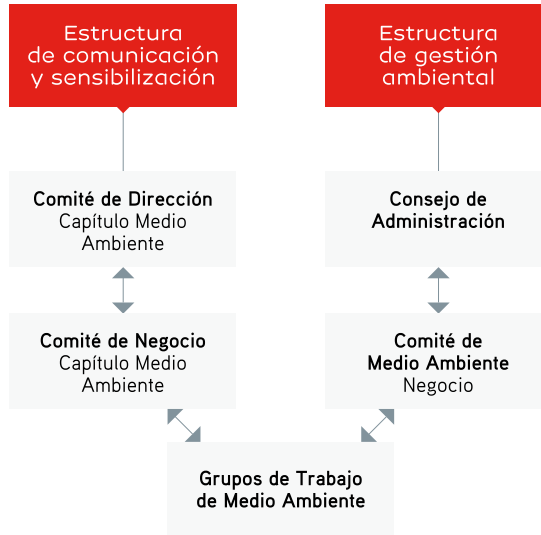 Estructura
de comunicación
y sensibilización
Estructura
de gestión
ambiental
Comité de Dirección
Capítulo Medio
Ambiente
Consejo de
Administración
Comité de Negocio
Capítulo Medio
Ambiente
Comité de
Medio Ambiente
Negocio
Grupos de Trabajo
de Medio Ambiente